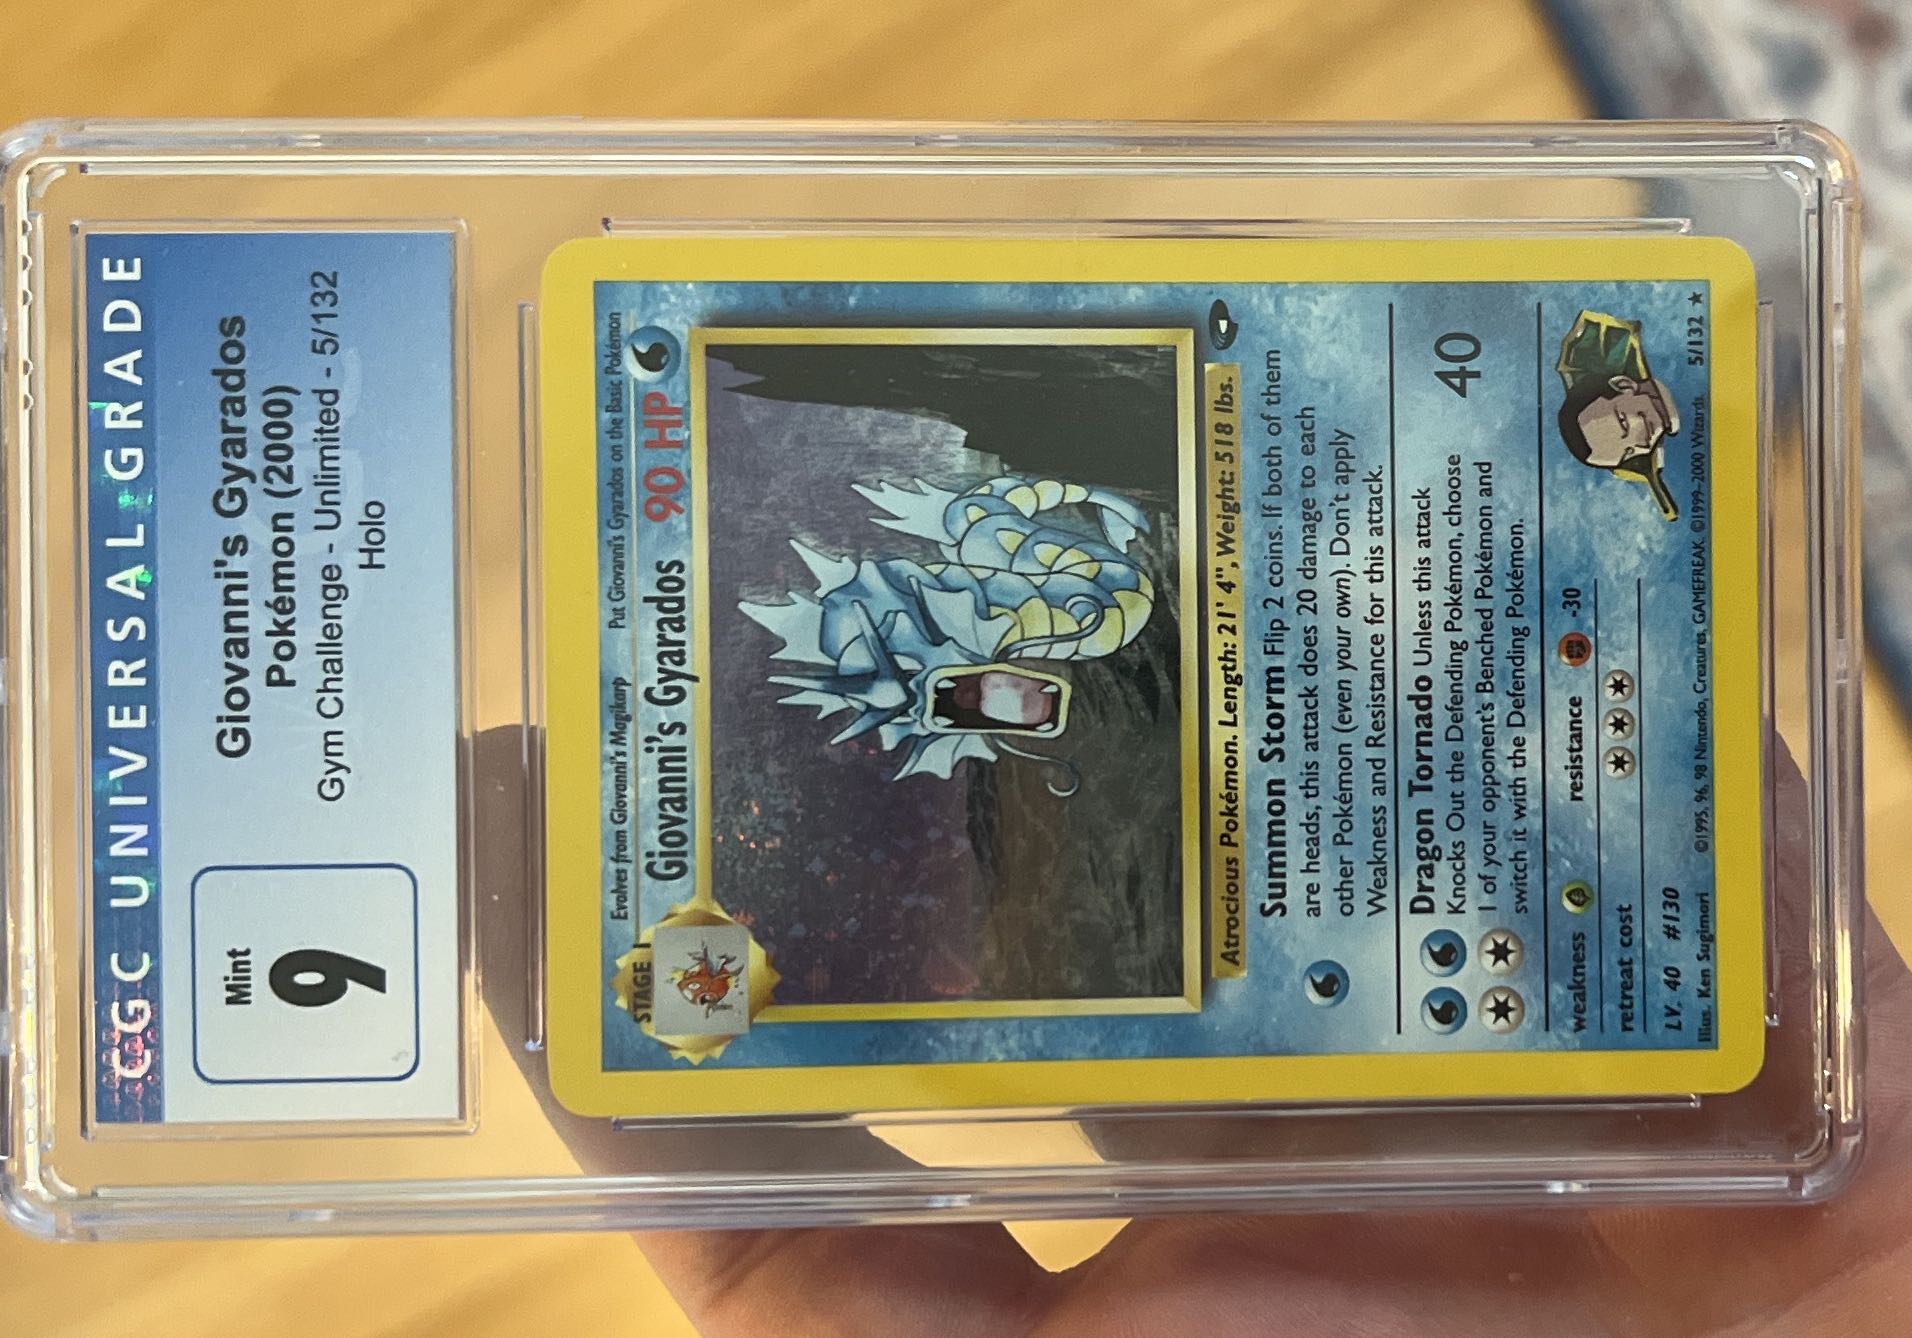 CGC UNIVERSAL GRADE
Mint
9
Giovanni's Gyarados
Pokémon (2000)
Gym Challenge - Unlimited - 5/132
Holo
Evolves from Giovanni's Magikarp Put Giovanni's Gyarados on the Basic Pokémon
STAGE 1
Giovanni's Gyarados 90 HP
Atrocious Pokémon. Length: 21' 4", Weight: 518 lbs.
Summon Storm Flip 2 coins. If both of them
are heads, this attack does 20 damage to each
other Pokémon (even your own). Don't apply
Weakness and Resistance for this attack.
Dragon Tornado Unless this attack
Knocks Out the Defending Pokémon, choose
1 of your opponent's Benched Pokémon and
switch it with the Defending Pokémon.
40
weakness resistance -30
retreat cost
LV. 40 #130
Illus. Ken Sugimori ©1995, 96, 98 Nintendo, Creatures, GAMEFREAK. ©1999-2000 Wizards. 5/132 ★